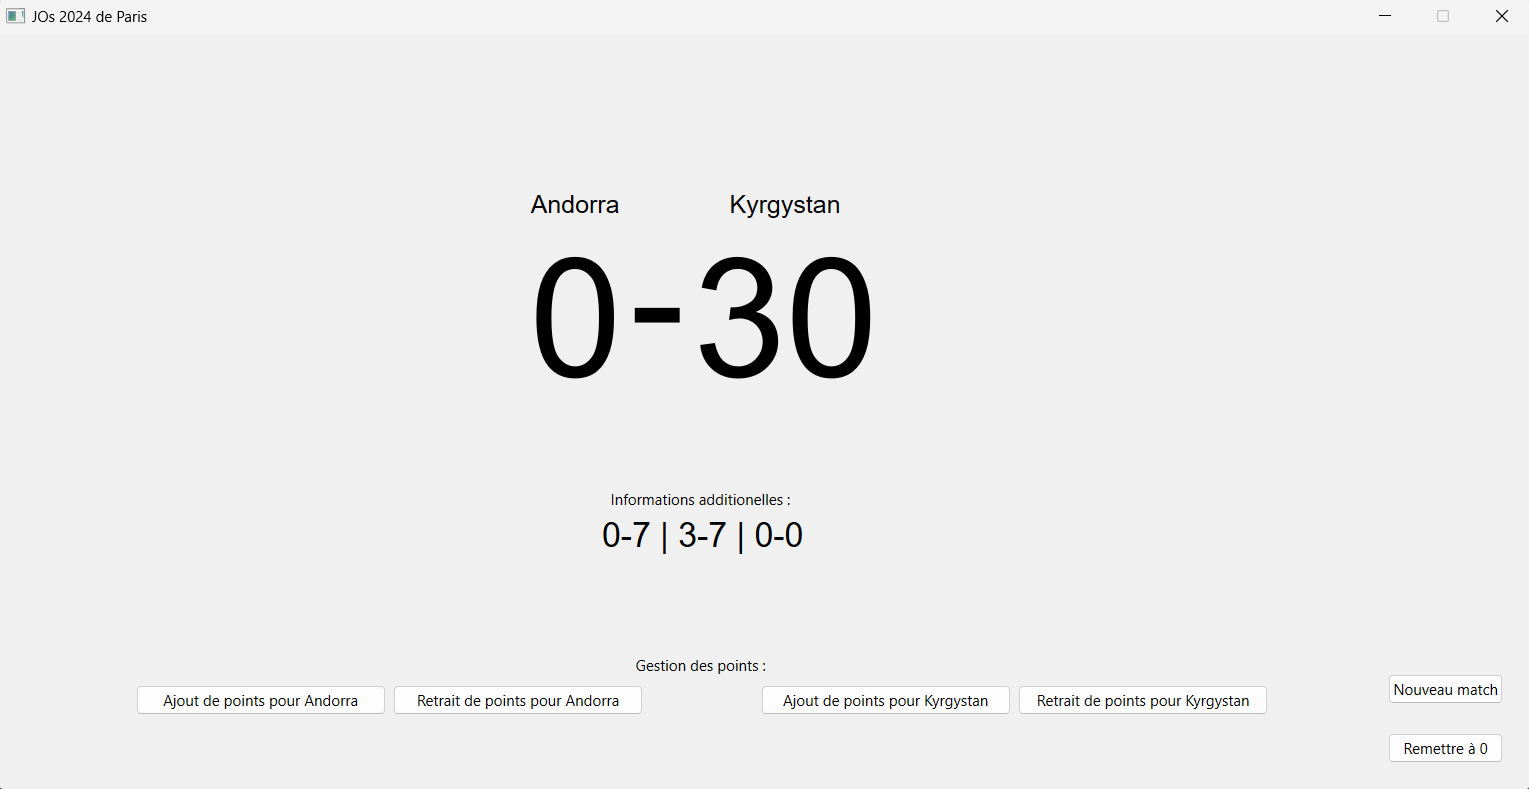 JOs 2024 de Paris
Andorra Kyrgystan
0-30
Informations additionelles :
0-7 | 3-7 | 0-0
Gestion des points :
Ajout de points pour Andorra Retrait de points pour Andorra Ajout de points pour Kyrgystan Retrait de points pour Kyrgystan Nouveau match
Remettre à 0